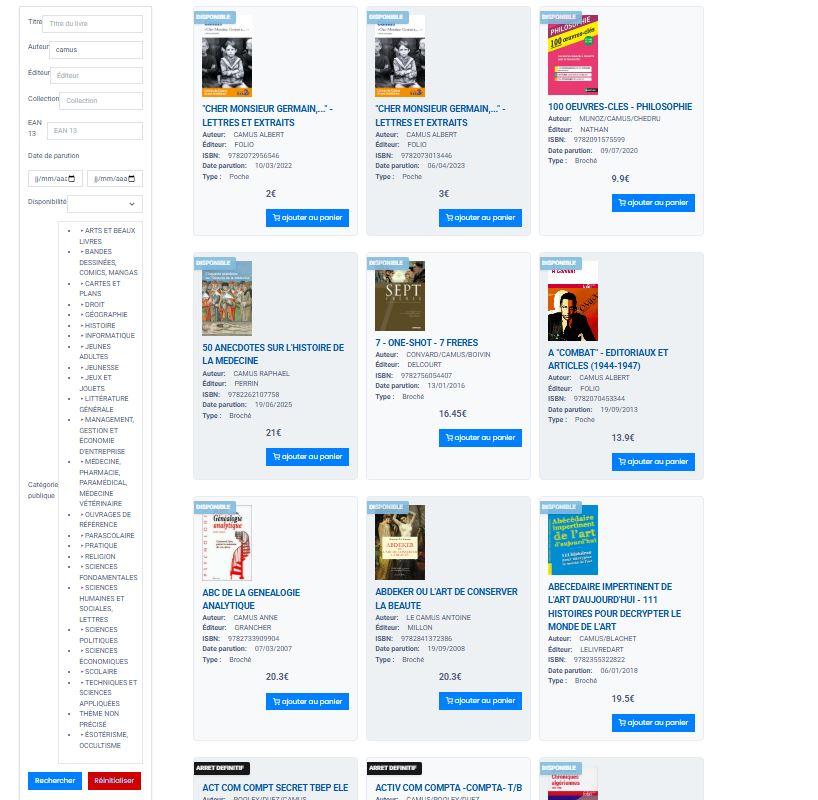 Titre
Titre du livre
Auteur
camus
Éditeur
Éditeur
Collection
Collection
EAN
13
EAN 13
Date de parution
jj/mm/aaa
jj/mm/aaa
Disponibilité
Catégorie
publique
▸ ARTS ET BEAUX
LIVRES
▸ BANDES
DESSINÉES,
COMICS, MANGAS
▸ CARTES ET
PLANS
▸ DROIT
▸ GÉOGRAPHIE
▸ HISTOIRE
▸ INFORMATIQUE
▸ JEUNES
ADULTES
▸ JEUNESSE
▸ JEUX ET
JOUETS
▸ LITTÉRATURE
GÉNÉRALE
▸ MANAGEMENT,
GESTION ET
ÉCONOMIE
D'ENTREPRISE
▸ MÉDECINE,
PHARMACIE,
PARAMÉDICAL,
MÉDECINE
VÉTÉRINAIRE
▸ OUVRAGES DE
RÉFÉRENCE
▸ PARASCOLAIRE
▸ PRATIQUE
▸ RELIGION
▸ SCIENCES
FONDAMENTALES
▸ SCIENCES
HUMAINES ET
SOCIALES,
LETTRES
▸ SCIENCES
POLITIQUES
▸ SCIENCES
ÉCONOMIQUES
▸ SCOLAIRE
▸ TECHNIQUES ET
SCIENCES
APPLIQUÉES
THÈME NON
PRÉCISÉ
▸ ÉSOTÉRISME,
OCCULTISME
Rechercher
Réinitialiser
DISPONIBLE
"CHER MONSIEUR GERMAIN,..." -
LETTRES ET EXTRAITS
Auteur: CAMUS ALBERT
Éditeur: FOLIO
ISBN: 9782072956546
Date parution: 10/03/2022
Type : Poche
2€
ajouter au panier
DISPONIBLE
"CHER MONSIEUR GERMAIN,..." -
LETTRES ET EXTRAITS
Auteur: CAMUS ALBERT
Éditeur: FOLIO
ISBN: 9782073013446
Date parution: 06/04/2023
Type : Poche
3€
ajouter au panier
DISPONIBLE
PHILOSOPHIE
100 œuvres-clés
100 OEUVRES-CLES - PHILOSOPHIE
Auteur: MUNOZ/CAMUS/CHEDRU
Éditeur: NATHAN
ISBN: 9782091575599
Date parution: 09/07/2020
Type : Broché
9.9€
ajouter au panier
DISPONIBLE
50 ANECDOTES SUR L'HISTOIRE DE
LA MEDECINE
Auteur: CAMUS RAPHAEL
Éditeur: PERRIN
ISBN: 9782262107758
Date parution: 19/06/2025
Type : Broché
21€
ajouter au panier
DISPONIBLE
SEPT
7 - ONE-SHOT - 7 FRERES
Auteur: CONVARD/CAMUS/BOIVIN
Éditeur: DELCOURT
ISBN: 9782756054407
Date parution: 13/01/2016
Type : Broché
16.45€
ajouter au panier
DISPONIBLE
A "COMBAT" - EDITORIAUX ET
ARTICLES (1944-1947)
Auteur: CAMUS ALBERT
Éditeur: FOLIO
ISBN: 9782070453344
Date parution: 19/09/2013
Type : Poche
13.9€
ajouter au panier
DISPONIBLE
Généalogie
analytique
ABC DE LA GENEALOGIE
ANALYTIQUE
Auteur: CAMUS ANNE
Éditeur: GRANCHER
ISBN: 9782733909904
Date parution: 07/03/2007
Type : Broché
20.3€
ajouter au panier
DISPONIBLE
ABDEKER
ABDEKER OU L'ART DE CONSERVER
LA BEAUTE
Auteur: LE CAMUS ANTOINE
Éditeur: MILLON
ISBN: 9782841372386
Date parution: 19/09/2008
Type : Broché
20.3€
ajouter au panier
DISPONIBLE
Abécédaire
impertinent
de l'art
d'aujourd'hui
ABECEDAIRE IMPERTINENT DE
L'ART D'AUJOURD'HUI - 111
HISTOIRES POUR DECRYPTER LE
MONDE DE L'ART
Auteur: CAMUS/BLACHET
Éditeur: LELIVREDART
ISBN: 9782355322822
Date parution: 06/01/2018
Type : Broché
19.5€
ajouter au panier
ARRET DEFINITIF
ACT COM COMPT SECRET TBEP ELE
Auteur: ROOLEY/DUEZ/CAMUS
ARRET DEFINITIF
ACTIV COM COMPTA -COMPTA- T/B
Auteur: CAMUS/ROOLEY/DUEZ
DISPONIBLE
Chroniques
algériennes